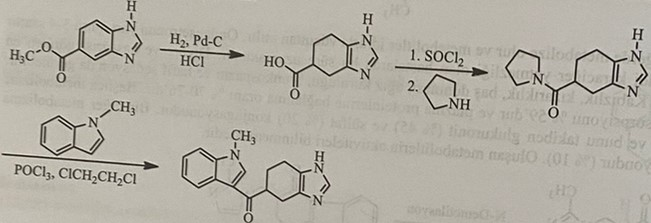 H
N
N
H₃C
O
O
H₂, Pd-C
HCl
HO
O
H
N
N
1. SOCl₂
2.
NH
N
O
H
N
N
CH₃
N
POCl₃, ClCH₂CH₂Cl
CH₃
N
O
H
N
N